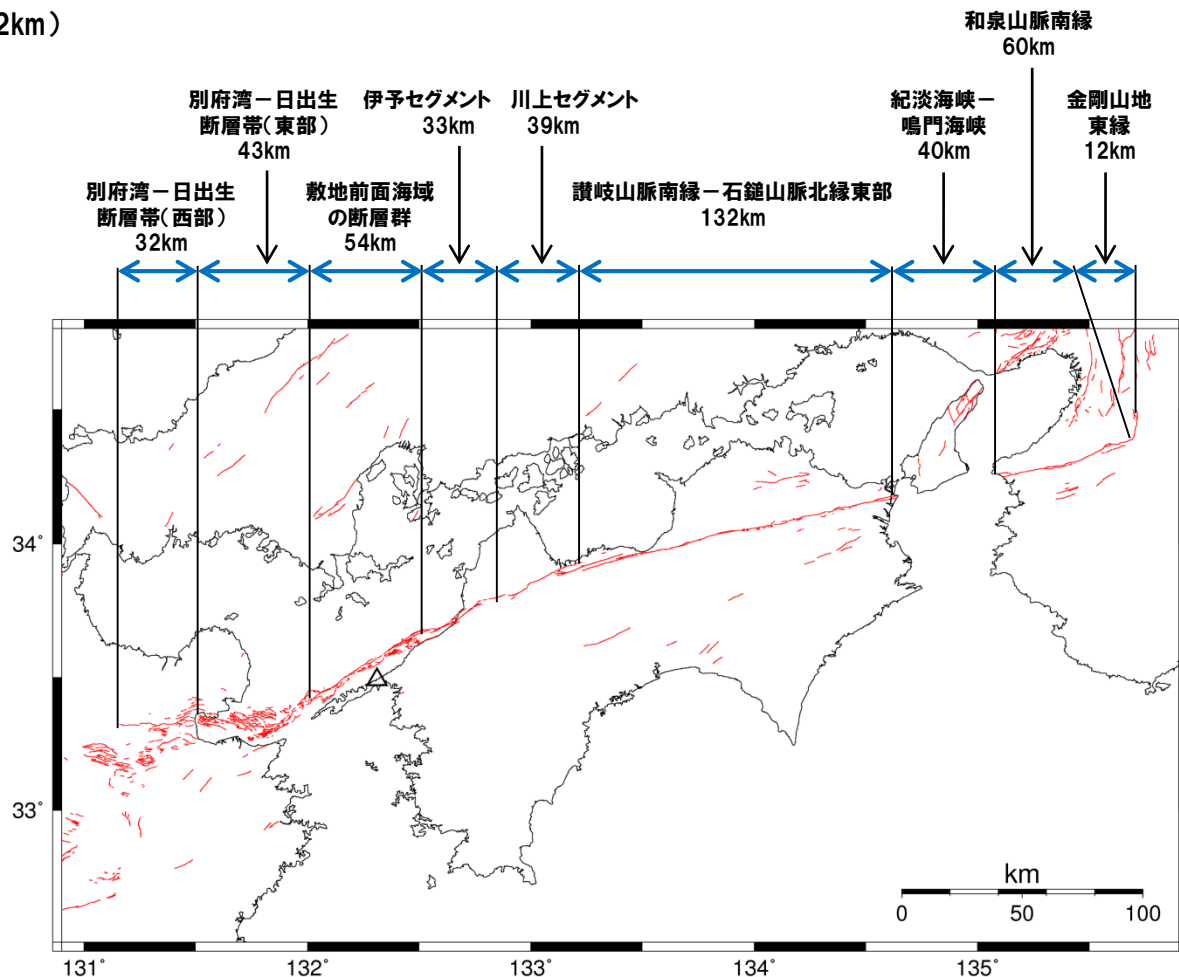 2km）
和泉山脈南縁
60km
別府湾－日出生
断層帯（東部）
43km
伊予セグメント
33km
川上セグメント
39km
紀淡海峡－
鳴門海峡
40km
金剛山地
東縁
12km
別府湾－日出生
断層帯（西部）
32km
敷地前面海域
の断層群
54km
讃岐山脈南縁－石鎚山脈北縁東部
132km
34°
33°
km
0 50 100
131° 132° 133° 134° 135°